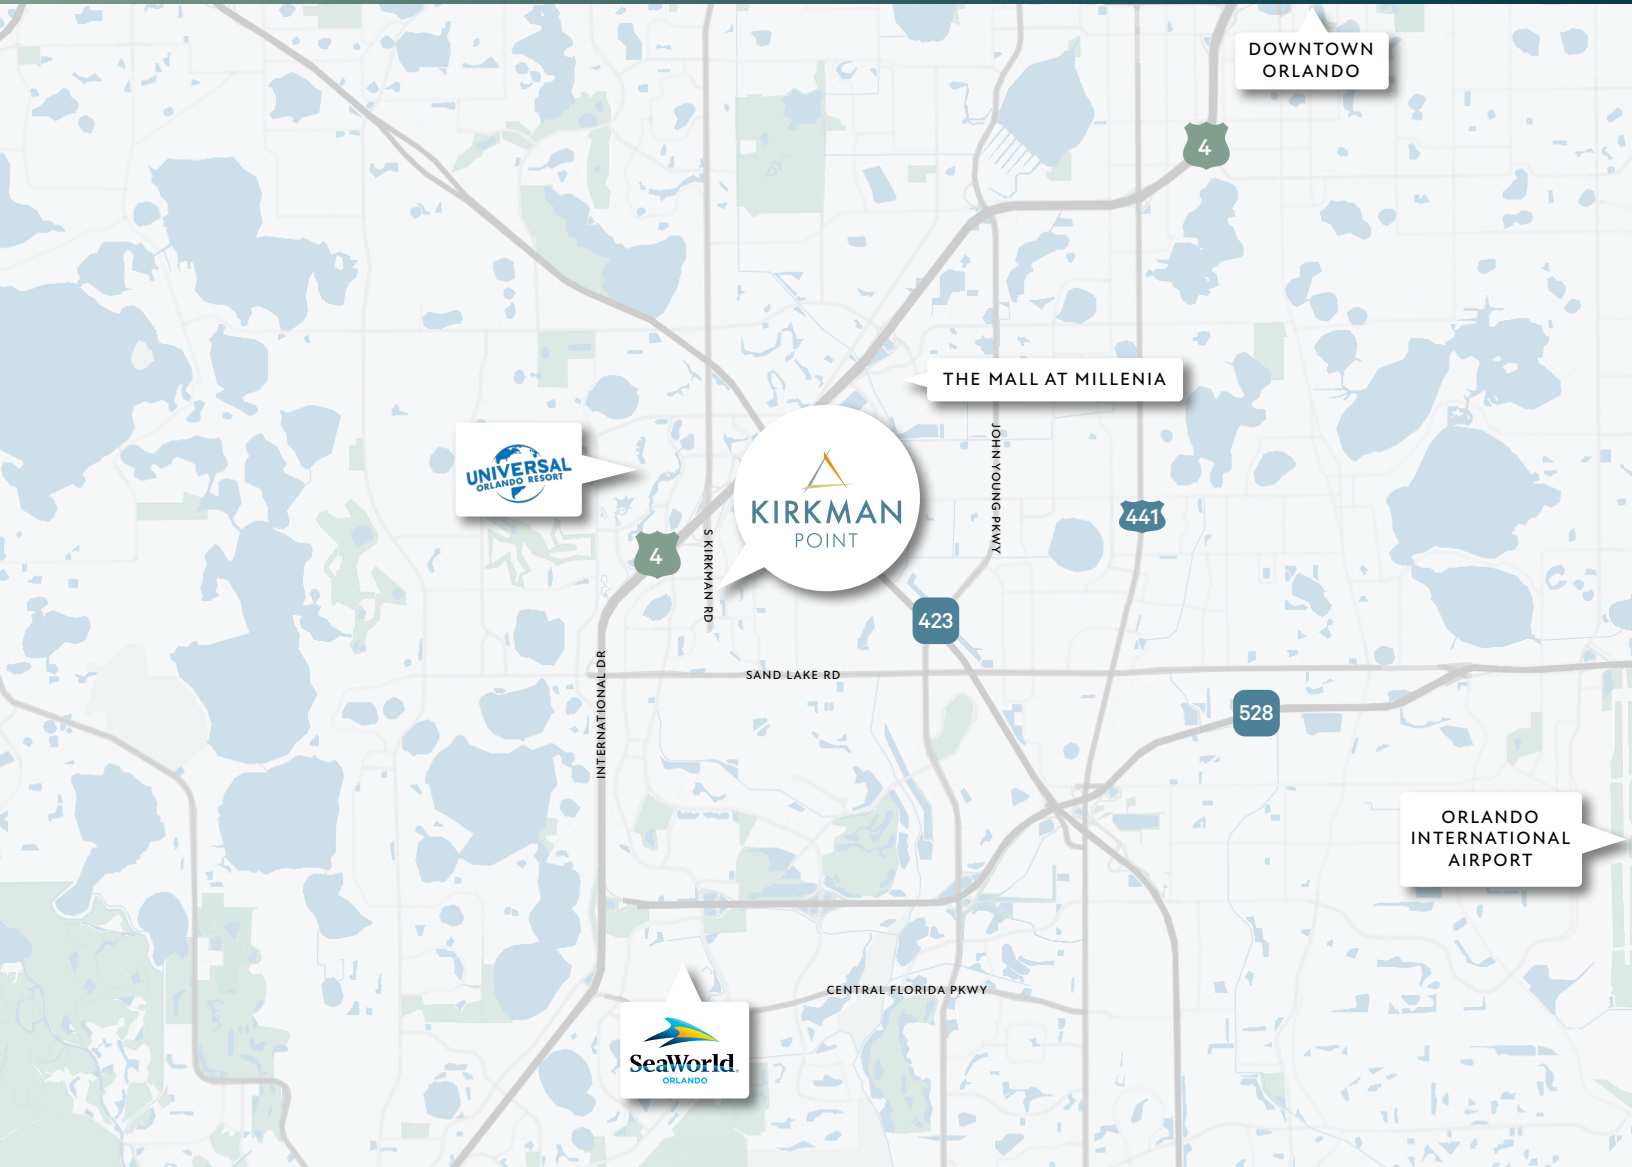 DOWNTOWN
ORLANDO
4
THE MALL AT MILLENIA
UNIVERSAL
ORLANDO RESORT
KIRKMAN
POINT
JOHN YOUNG PKWY
441
4
S KIRKMAN RD
423
INTERNATIONAL DR
SAND LAKE RD
528
ORLANDO
INTERNATIONAL
AIRPORT
CENTRAL FLORIDA PKWY
SeaWorld
ORLANDO